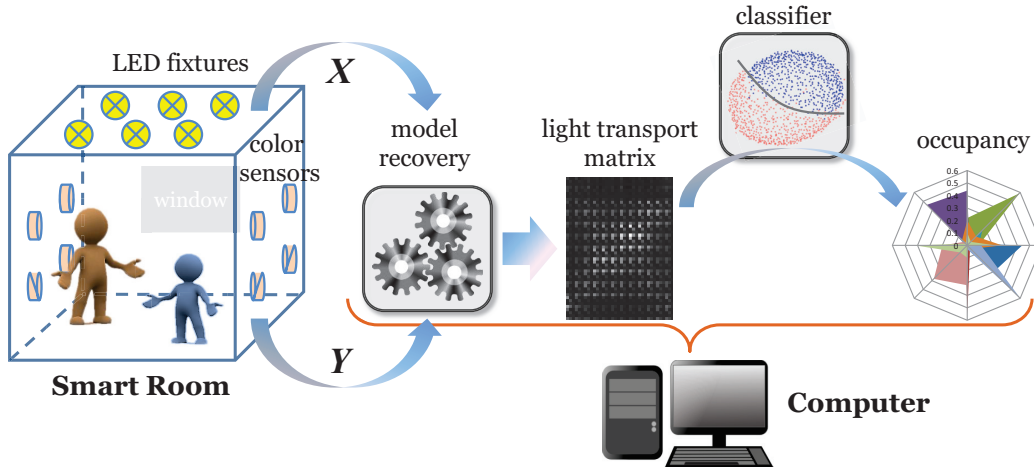 classifier
LED fixtures
X
model
recovery
light transport
matrix
color
sensors
occupancy
window
0.6
0.5
0.4
0.3
0.2
0.1
0
Y
Smart Room
Computer